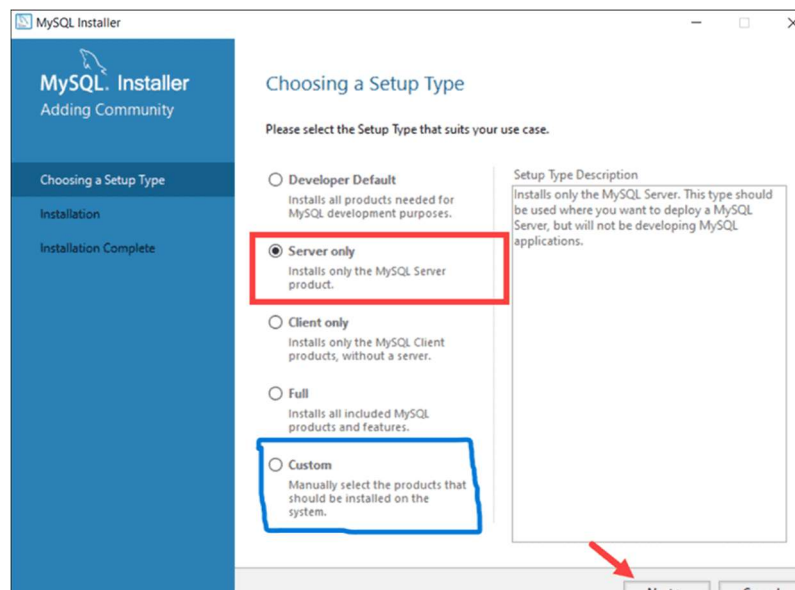 MySQL Installer
MySQL. Installer
Adding Community
Choosing a Setup Type
Installation
Installation Complete
Choosing a Setup Type
Please select the Setup Type that suits your use case.
Developer Default
Installs all products needed for
MySQL development purposes.
Server only
Installs only the MySQL Server
product.
Client only
Installs only the MySQL Client
products, without a server.
Full
Installs all included MySQL
products and features.
Custom
Manually select the products that
should be installed on the
system.
Setup Type Description
Installs only the MySQL Server. This type should
be used where you want to deploy a MySQL
Server, but will not be developing MySQL
applications.